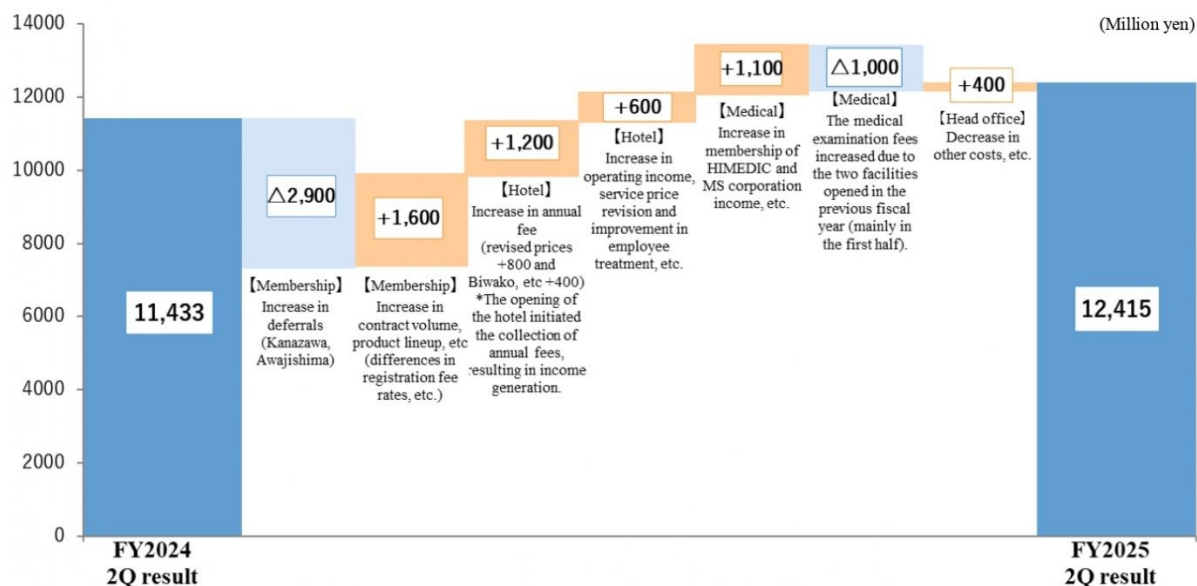 (Million yen)
14000
12000
10000
8000
6000
4000
2000
0
11,433
FY2024
2Q result
△2,900
【Membership】
Increase in
deferrals
(Kanazawa,
Awajishima)
+1,600
【Membership】
Increase in
contract volume,
product lineup, etc
(differences in
registration fee
rates, etc.)
+1,200
【Hotel】
Increase in annual
fee
(revised prices
+800 and
Biwako, etc +400)
*The opening of
the hotel initiated
the collection of
annual fees,
resulting in income
generation.
+600
【Hotel】
Increase in
operating income,
service price
revision and
improvement in
employee
treatment, etc.
+1,100
【Medical】
Increase in
membership of
HIMEDIC and
MS corporation
income, etc.
△1,000
【Medical】
The medical
examination fees
increased due to
the two facilities
opened in the
previous fiscal
year (mainly in
the first half).
+400
【Head office】
Decrease in
other costs, etc.
12,415
FY2025
2Q result